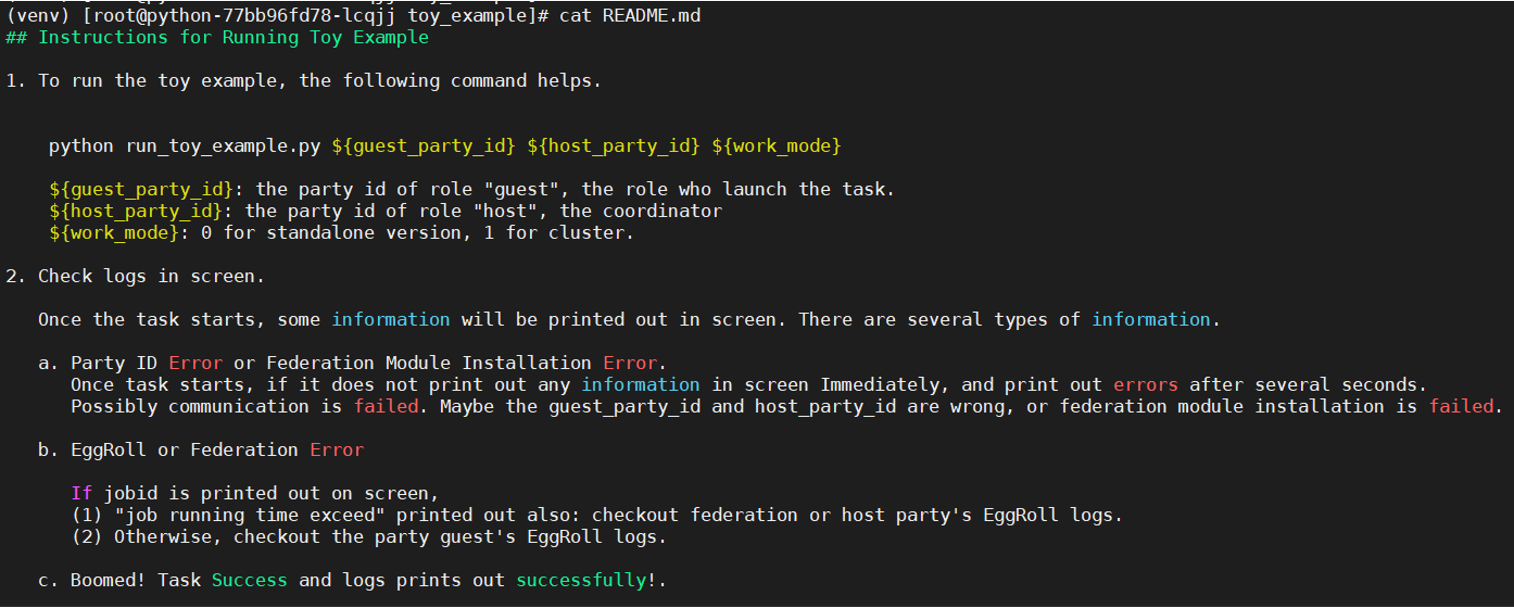 (venv) [root@python-77bb96fd78-lcqjj toy_example]# cat README.md
## Instructions for Running Toy Example
1. To run the toy example, the following command helps.
python run_toy_example.py ${guest_party_id} ${host_party_id} ${work_mode}
${guest_party_id}: the party id of role "guest", the role who launch the task.
${host_party_id}: the party id of role "host", the coordinator
${work_mode}: 0 for standalone version, 1 for cluster.
2. Check logs in screen.
Once the task starts, some information will be printed out in screen. There are several types of information.
a. Party ID Error or Federation Module Installation Error.
Once task starts, if it does not print out any information in screen Immediately, and print out errors after several seconds.
Possibly communication is failed. Maybe the guest_party_id and host_party_id are wrong, or federation module installation is failed.
b. EggRoll or Federation Error
If jobid is printed out on screen,
(1) "job running time exceed" printed out also: checkout federation or host party's EggRoll logs.
(2) Otherwise, checkout the party guest's EggRoll logs.
c. Boomed! Task Success and logs prints out successfully!.